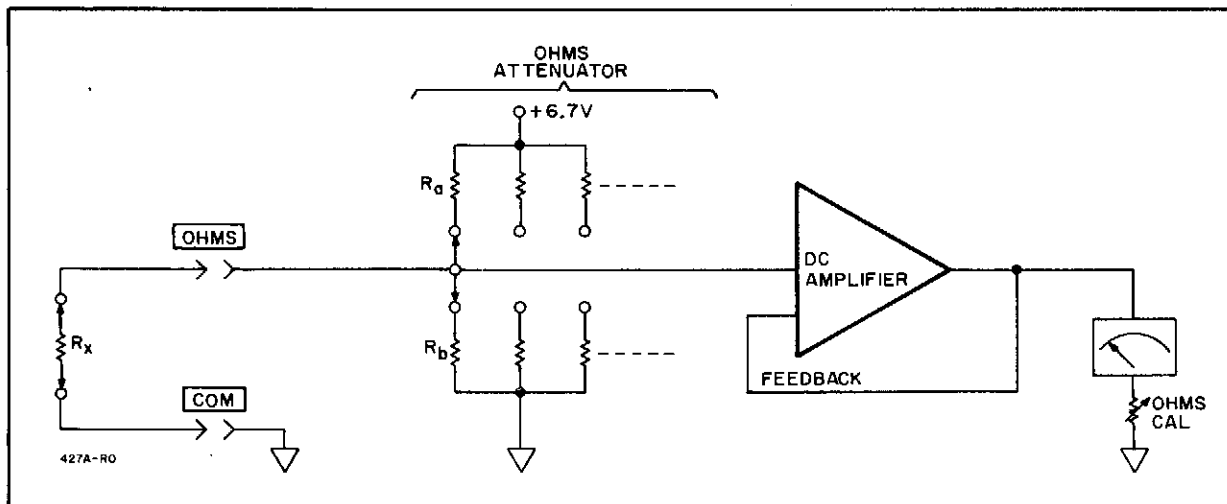 OHMS
ATTENUATOR
+6.7V
Ra
OHMS
DC
AMPLIFIER
Rx
Rb
FEEDBACK
COM
OHMS
CAL
427A-RO